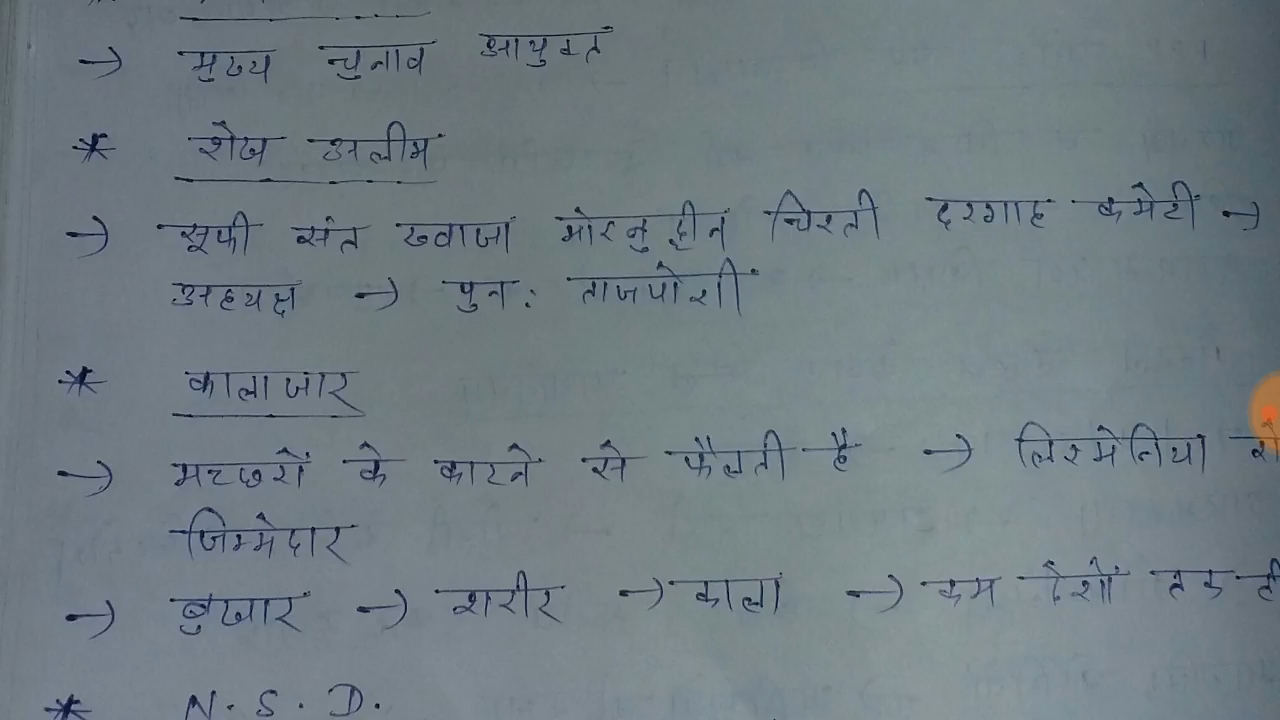 → मुख्य चुनाव आयुक्त
* शेख अलीम
→ सूफी संत ख्वाजा मोइनुद्दीन चिश्ती दरगाह कमेटी →
अध्यक्ष → पुन: ताजपोशी
* कालाजार
→ मच्छरों के काटने से फैलती है → लिश्मेनिया
जिम्मेदार
→ बुखार → शरीर → काला → कम देशों तक
* N.S.D.